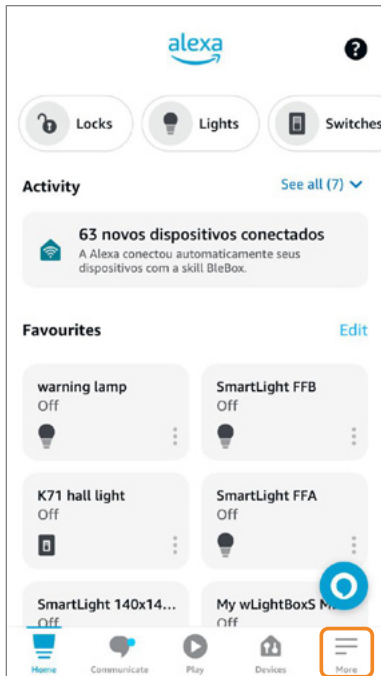 alexa
?
Locks
Lights
Switches
Activity
See all (7)
63 novos dispositivos conectados
A Alexa conectou automaticamente seus
dispositivos com a skill BleBox.
Favourites
Edit
warning lamp
Off
SmartLight FFB
Off
K71 hall light
Off
SmartLight FFA
Off
SmartLight 140x14...
Off
My wLightBoxS M...
Off
Home
Communicate
Play
Devices
More